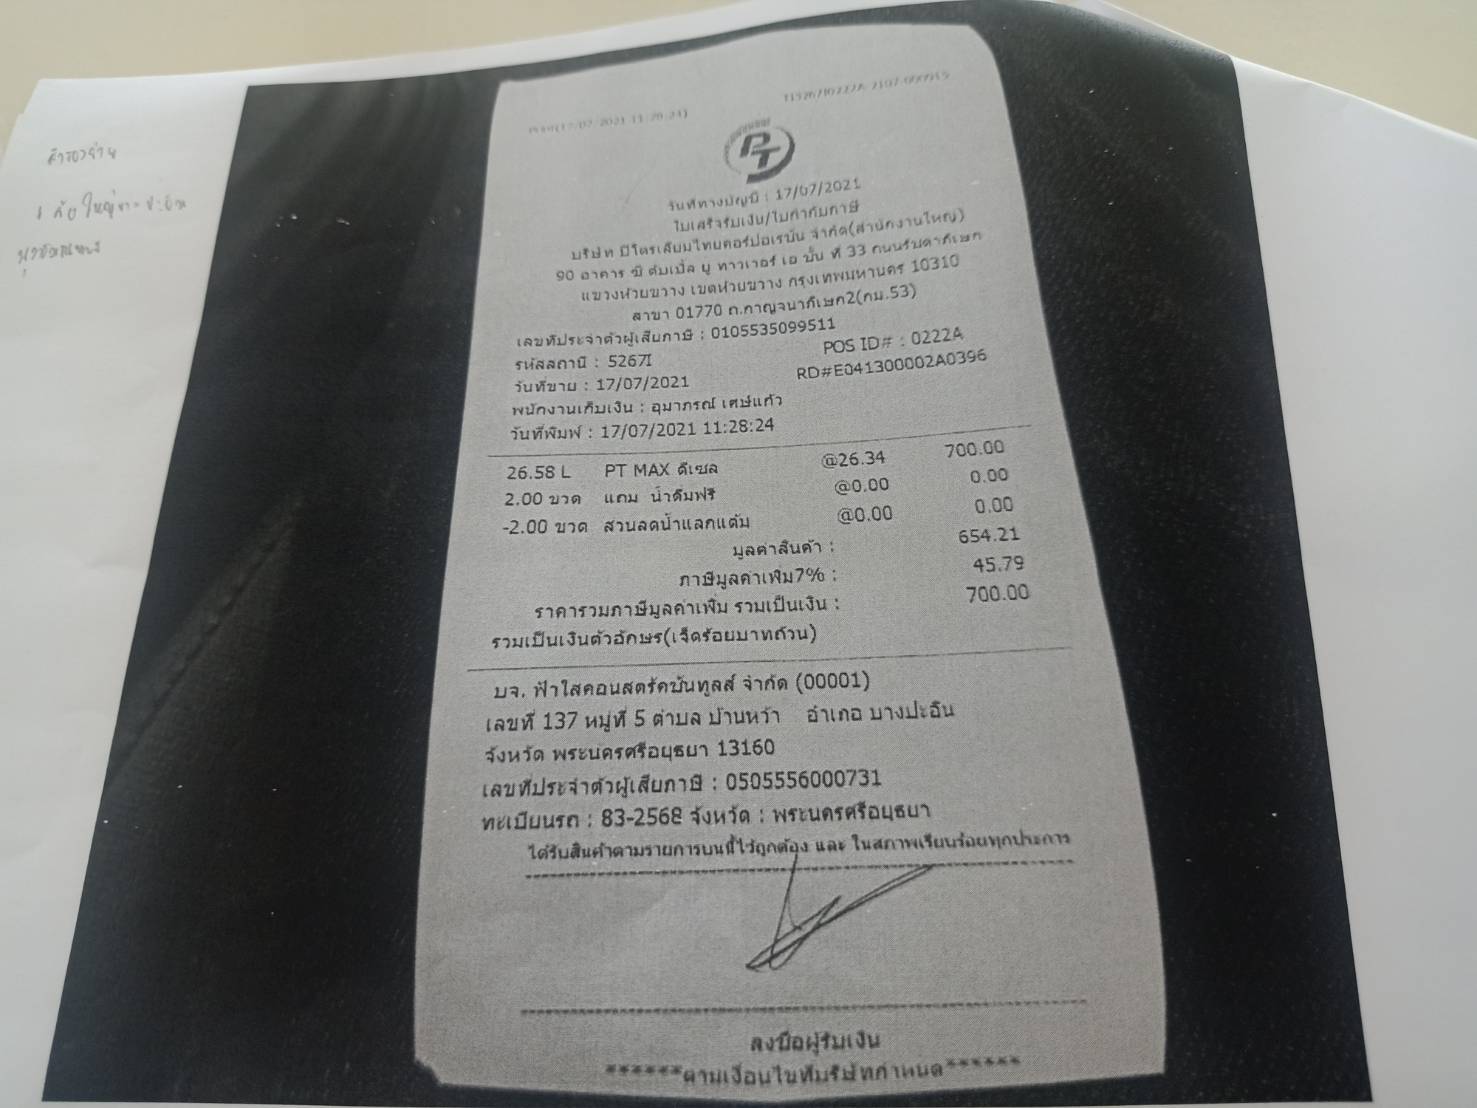 Print(17/07/2021 11:28:24)
PT
วันที่ทางบัญชี : 17/07/2021
ใบเสร็จรับเงิน/ใบกำกับภาษี
บริษัท ปิโตรเลียมไทยคอร์ปอเรชั่น จำกัด(สำนักงานใหญ่)
90 อาคาร ซี ดับเบิ้ล ยู ทาวเวอร์ เอ ชั้น ที่ 33 ถนนรัชดาภิเษก
แขวงห้วยขวาง เขตห้วยขวาง กรุงเทพมหานคร 10310
สาขา 01770 ถ.กาญจนาภิเษก2(กม.53)
เลขที่ประจำตัวผู้เสียภาษี : 0105535099511
รหัสสถานี : 5267I POS ID# : 0222A
วันที่ขาย : 17/07/2021 RD#E041300002A0396
พนักงานเก็บเงิน : อุมาภรณ์ เศษ์แก้ว
วันที่พิมพ์ : 17/07/2021 11:28:24
26.58 L PT MAX ดีเซล @26.34 700.00
2.00 ขวด แถม น้ำดื่มฟรี @0.00 0.00
-2.00 ขวด ส่วนลดน้ำแลกแต้ม @0.00 0.00
มูลค่าสินค้า : 654.21
ภาษีมูลค่าเพิ่ม7% : 45.79
ราคารวมภาษีมูลค่าเพิ่ม รวมเป็นเงิน : 700.00
รวมเป็นเงินตัวอักษร(เจ็ดร้อยบาทถ้วน)
บจ. ฟ้าใสคอนสตรัคชั่นทูลส์ จำกัด (00001)
เลขที่ 137 หมู่ที่ 5 ตำบล บ้านหว้า อำเภอ บางปะอิน
จังหวัด พระนครศรีอยุธยา 13160
เลขที่ประจำตัวผู้เสียภาษี : 0505556000731
ทะเบียนรถ : 83-2568 จังหวัด : พระนครศรีอยุธยา
ได้รับสินค้าตามรายการบนนี้ไว้ถูกต้อง และ ในสภาพเรียบร้อยทุกประการ
ลงมือผู้รับเงิน
******ตามเงื่อนไขที่บริษัทกำหนด******